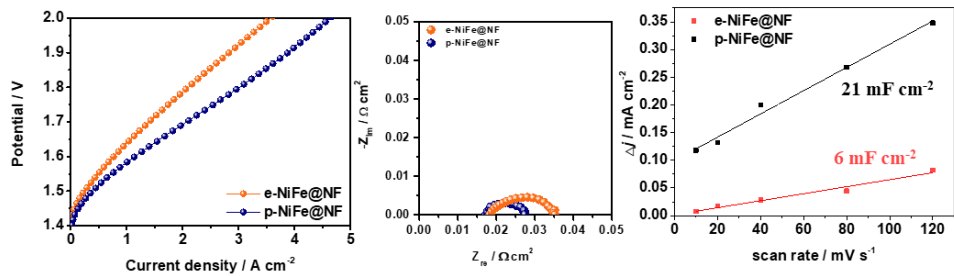 2.0
1.9
1.8
1.7
1.6
1.5
1.4
Potential / V
0
1
2
3
4
5
Current density / A cm⁻²
e-NiFe@NF
p-NiFe@NF
0.05
0.04
0.03
0.02
0.01
0.00
-Z_Im / Ω cm²
0.00
0.01
0.02
0.03
0.04
0.05
Z_re / Ω cm²
e-NiFe@NF
p-NiFe@NF
0.35
0.30
0.25
0.20
0.15
0.10
0.05
0.00
△j / mA cm⁻²
20
40
60
80
100
120
scan rate / mV s⁻¹
e-NiFe@NF
p-NiFe@NF
21 mF cm⁻²
6 mF cm⁻²